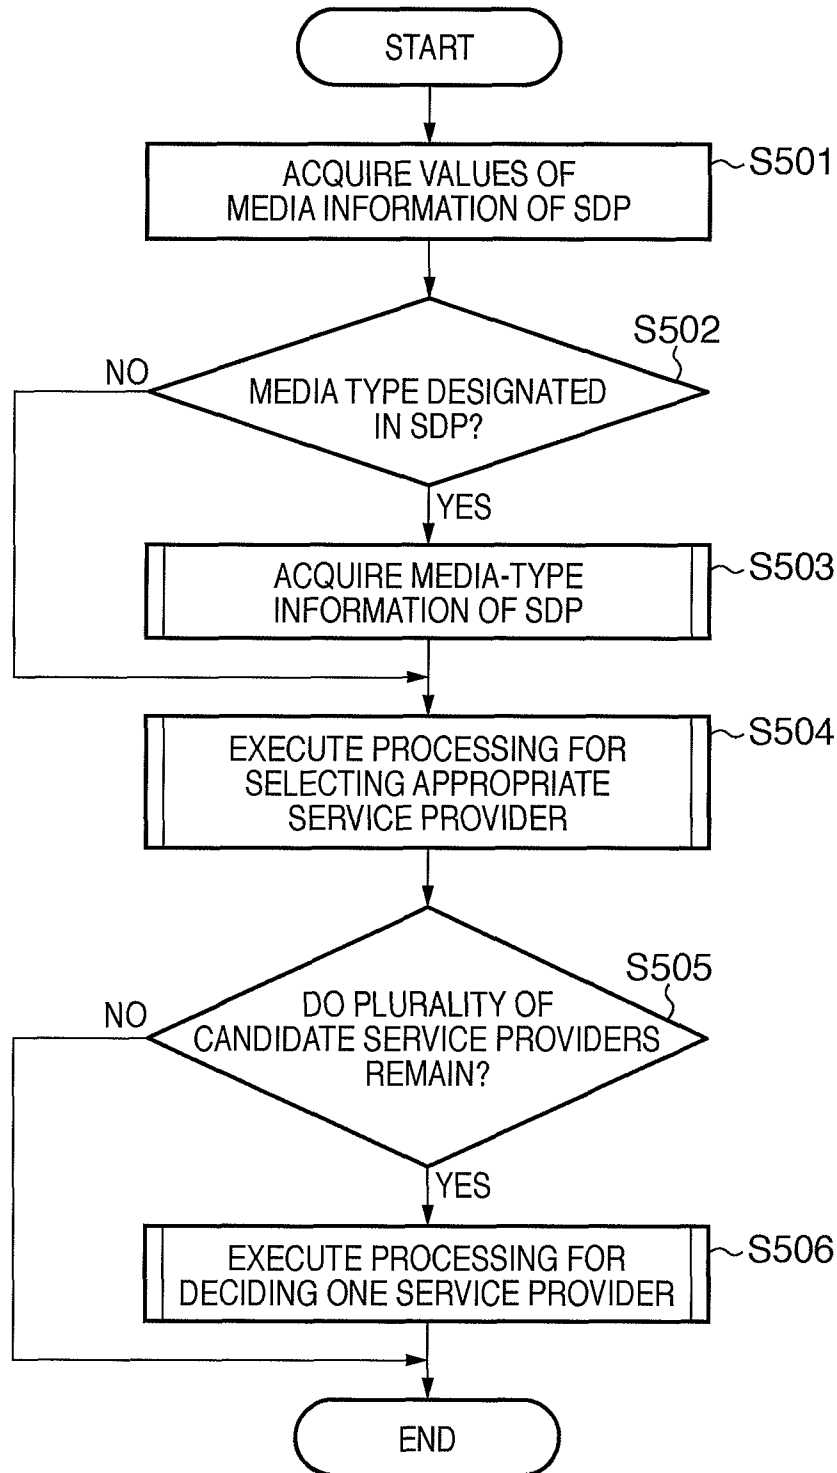 START
ACQUIRE VALUES OF
MEDIA INFORMATION OF SDP
S501
S502
NO
MEDIA TYPE DESIGNATED
IN SDP?
YES
ACQUIRE MEDIA-TYPE
INFORMATION OF SDP
S503
EXECUTE PROCESSING FOR
SELECTING APPROPRIATE
SERVICE PROVIDER
S504
S505
NO
DO PLURALITY OF
CANDIDATE SERVICE PROVIDERS
REMAIN?
YES
EXECUTE PROCESSING FOR
DECIDING ONE SERVICE PROVIDER
S506
END